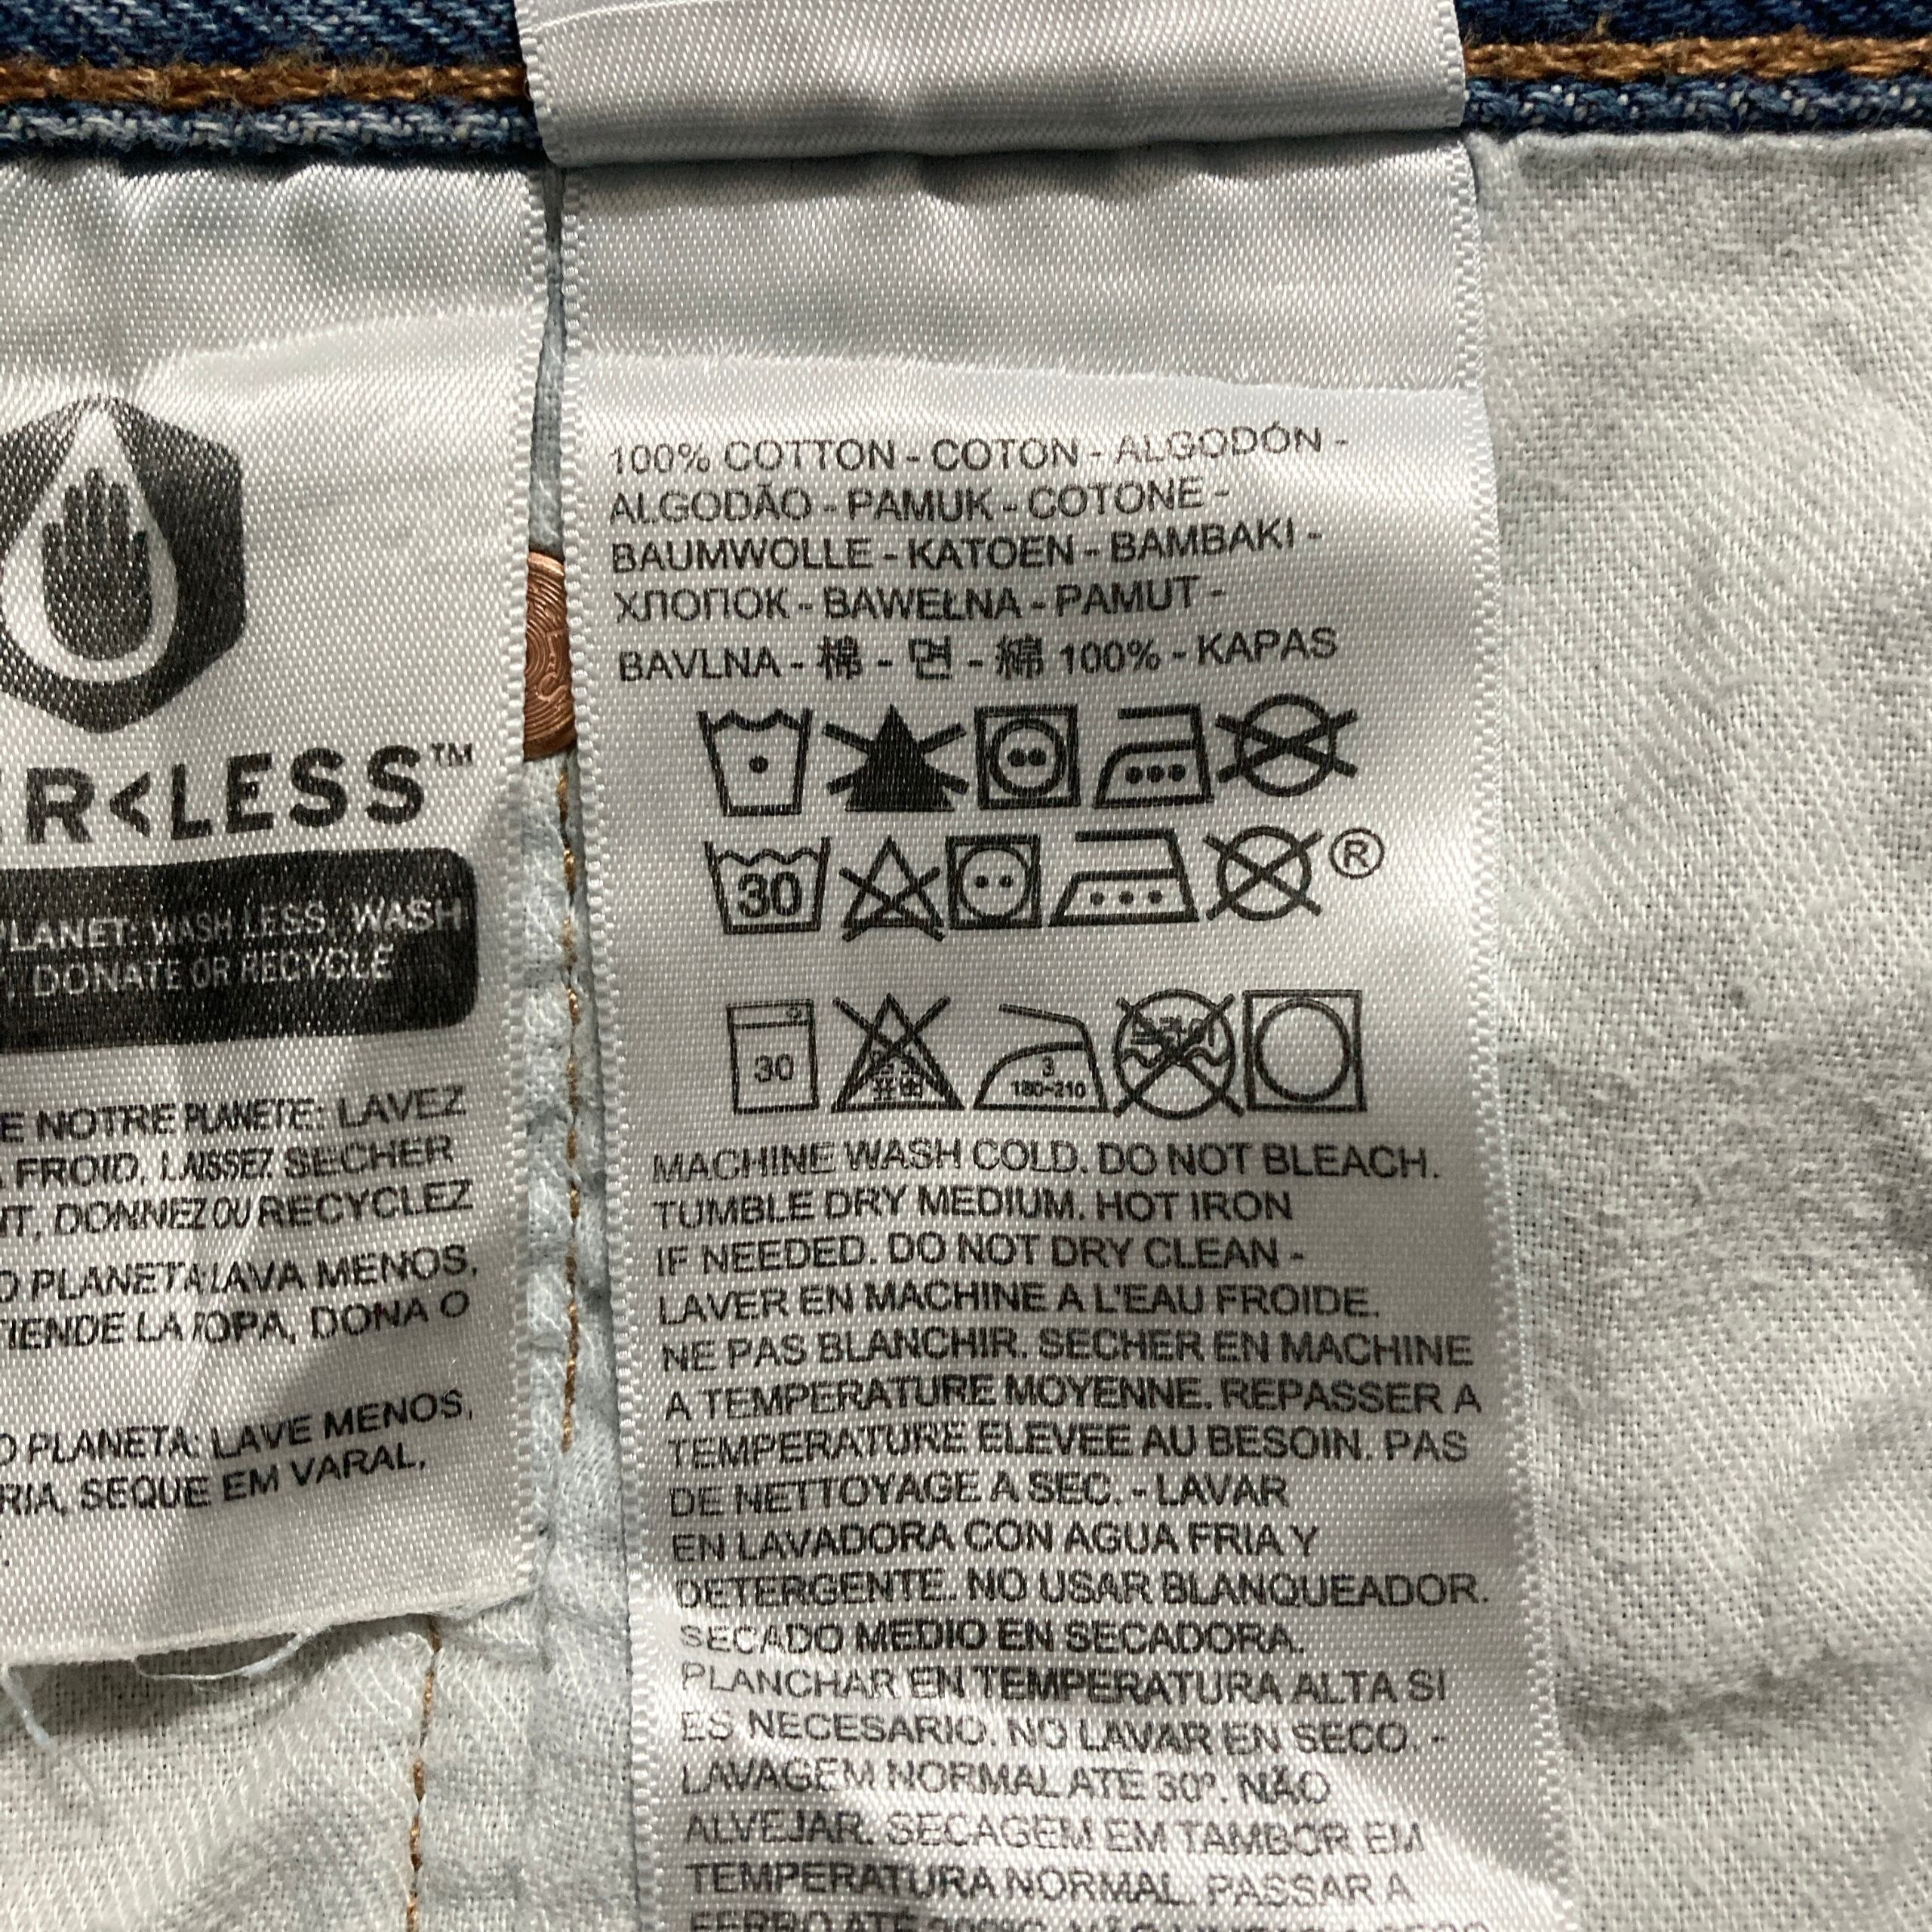 R<LESS™
PLANET: WASH LESS, WASH
, DONATE OR RECYCLE
E NOTRE PLANETE: LAVEZ
FROID, LAISSEZ SECHER
NT, DONNEZ OU RECYCLEZ
O PLANETA LAVA MENOS,
TIENDE LA ROPA, DONA O
O PLANETA: LAVE MENOS,
RIA, SEQUE EM VARAL,
100% COTTON - COTON - ALGODÓN -
ALGODÃO - PAMUK - COTONE -
BAUMWOLLE - KATOEN - BAMBAKI -
ХЛОПОК - BAWEŁNA - PAMUT -
BAVLNA - 棉 - 면 - 綿 100% - KAPAS
30 ®
30 3
180~210
MACHINE WASH COLD. DO NOT BLEACH.
TUMBLE DRY MEDIUM. HOT IRON
IF NEEDED. DO NOT DRY CLEAN -
LAVER EN MACHINE A L'EAU FROIDE.
NE PAS BLANCHIR. SECHER EN MACHINE
A TEMPERATURE MOYENNE. REPASSER A
TEMPERATURE ELEVEE AU BESOIN. PAS
DE NETTOYAGE A SEC. - LAVAR
EN LAVADORA CON AGUA FRIA Y
DETERGENTE. NO USAR BLANQUEADOR.
SECADO MEDIO EN SECADORA.
PLANCHAR EN TEMPERATURA ALTA SI
ES NECESARIO. NO LAVAR EN SECO. -
LAVAGEM NORMAL ATE 30º. NÃO
ALVEJAR. SECAGEM EM TAMBOR EM
TEMPERATURA NORMAL. PASSAR A
FERRO ATÉ